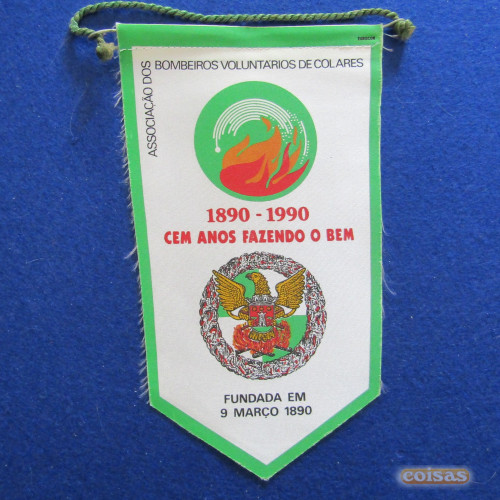 ASSOCIAÇÃO DOS
BOMBEIROS VOLUNTARIOS DE COLARES
1890 - 1990
CEM ANOS FAZENDO O BEM
FUNDADA EM
9 MARÇO 1890
coisas